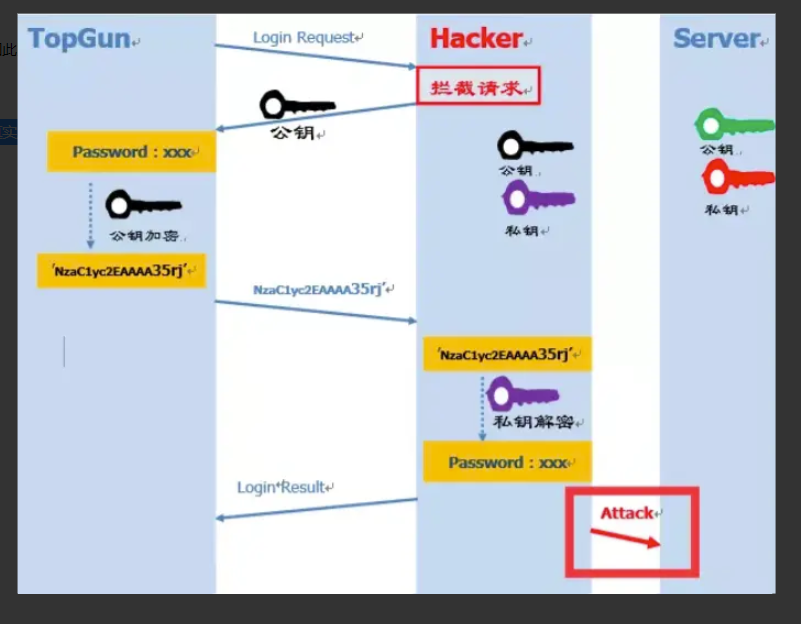 TopGun
Login Request
Hacker
Server
拦截请求
公钥
Password：xxx
公钥
私钥
公钥
私钥
公钥加密
'NzaC1yc2EAAAA35rj'
NzaC1yc2EAAAA35rj'
'NzaC1yc2EAAAA35rj'
私钥解密
Password：xxx
Login Result
Attack